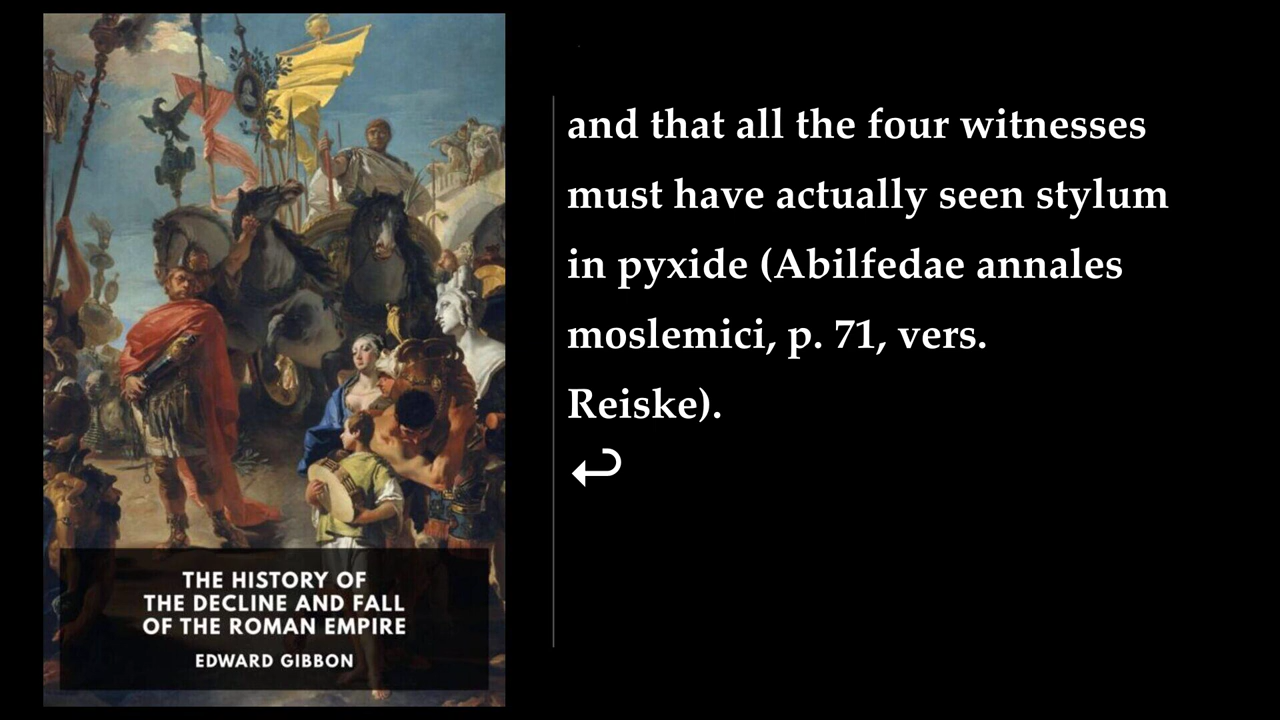 and that all the four witnesses
must have actually seen stylum
in pyxide (Abilfedae annales
moslemici, p. 71, vers.
Reiske).
↩
THE HISTORY OF
THE DECLINE AND FALL
OF THE ROMAN EMPIRE
EDWARD GIBBON